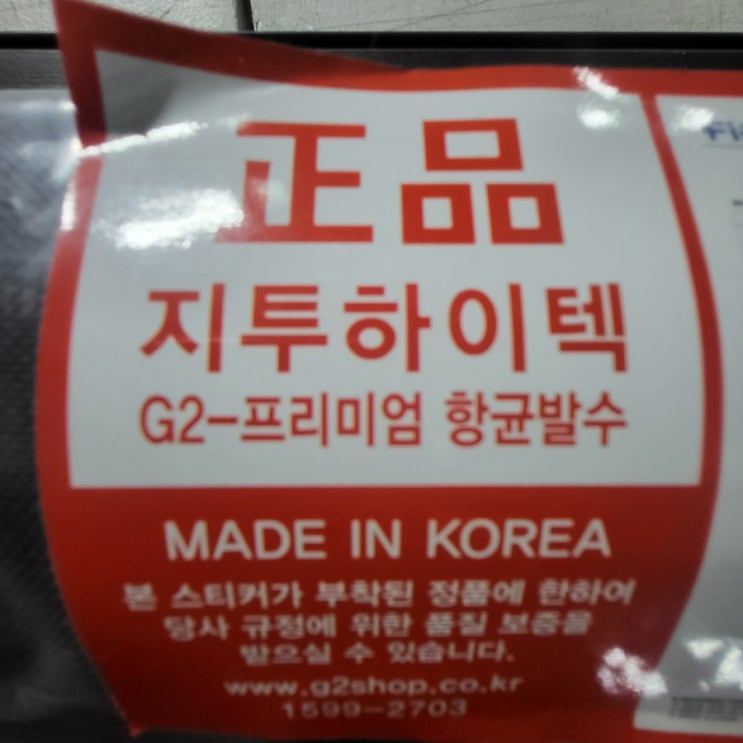 正品
지투하이텍
G2-프리미엄 항균발수
MADE IN KOREA
본 스티커가 부착된 정품에 한하여
당사 규정에 위한 품질 보증을
받으실 수 있습니다.
www.g2shop.co.kr
1599-2703